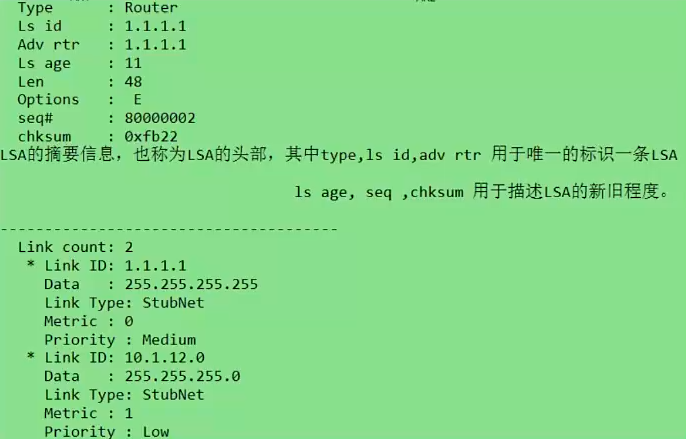 Type : Router
Ls id : 1.1.1.1
Adv rtr : 1.1.1.1
Ls age : 11
Len : 48
Options : E
seq# : 80000002
chksum : 0xfb22
LSA的摘要信息，也称为LSA的头部，其中type,ls id,adv rtr 用于唯一的标识一条LSA
ls age, seq ,chksum 用于描述LSA的新旧程度。
-------------------------------------
Link count: 2
* Link ID: 1.1.1.1
Data : 255.255.255.255
Link Type: StubNet
Metric : 0
Priority : Medium
* Link ID: 10.1.12.0
Data : 255.255.255.0
Link Type: StubNet
Metric : 1
Priority : Low